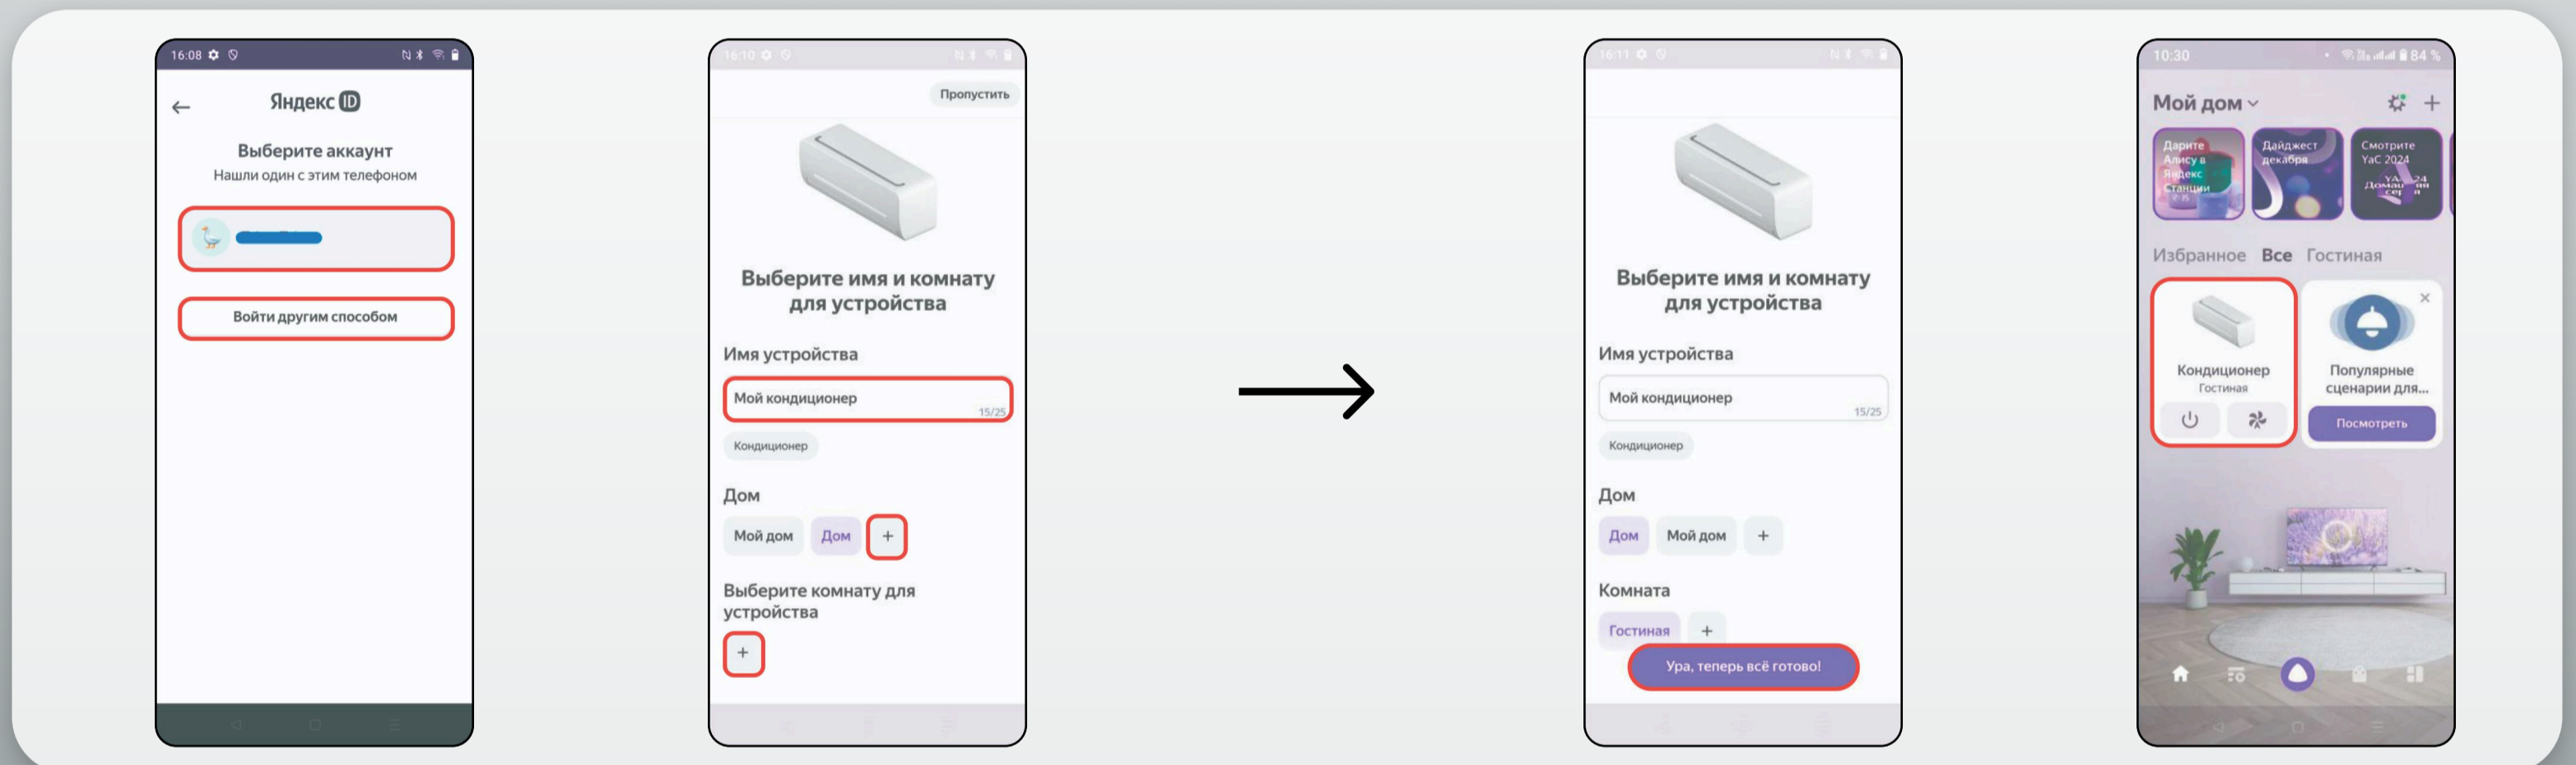 16:08
Яндекс ID
Выберите аккаунт
Нашли один с этим телефоном
Войти другим способом
16:10
Пропустить
Выберите имя и комнату
для устройства
Имя устройства
Мой кондиционер
15/25
Кондиционер
Дом
Мой дом Дом +
Выберите комнату для
устройства
+
16:11
Выберите имя и комнату
для устройства
Имя устройства
Мой кондиционер
15/25
Кондиционер
Дом
Дом Мой дом +
Комната
Гостиная +
Ура, теперь всё готово!
10:30 84 %
Мой дом +
Дарите
Алису в
Яндекс
Станции
Дайджест
декабря
Смотрите
YaC 2024
Избранное Все Гостиная
Кондиционер
Гостиная
Популярные
сценарии для...
Посмотреть